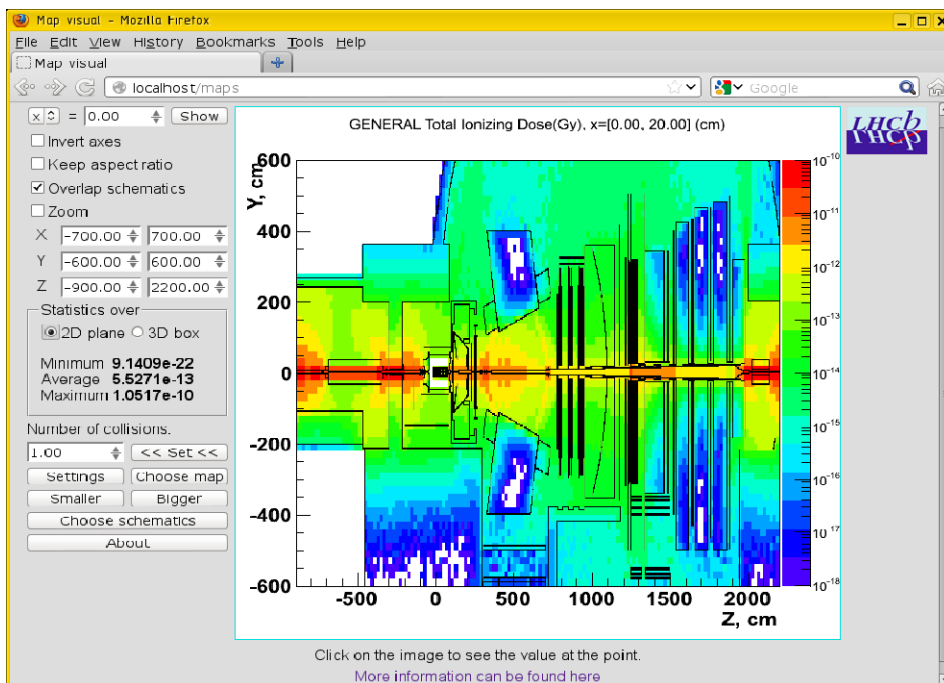 Map visual - Mozilla Firefox
File Edit View History Bookmarks Tools Help
Map visual
localhost/maps
Google
x = 0.00 Show
Invert axes
Keep aspect ratio
Overlap schematics
Zoom
X -700.00 700.00
Y -600.00 600.00
Z -900.00 2200.00
Statistics over
2D plane 3D box
Minimum 9.1409e-22
Average 5.5271e-13
Maximum 1.0517e-10
Number of collisions.
1.00 << Set <<
Settings Choose map
Smaller Bigger
Choose schematics
About
GENERAL Total Ionizing Dose(Gy), x=[0.00, 20.00] (cm)
Y, cm
600
400
200
0
-200
-400
-600
-500 0 500 1000 1500 2000
Z, cm
10^-10
10^-11
10^-12
10^-13
10^-14
10^-15
10^-16
10^-17
10^-18
LHCb
LHCb
Click on the image to see the value at the point.
More information can be found here